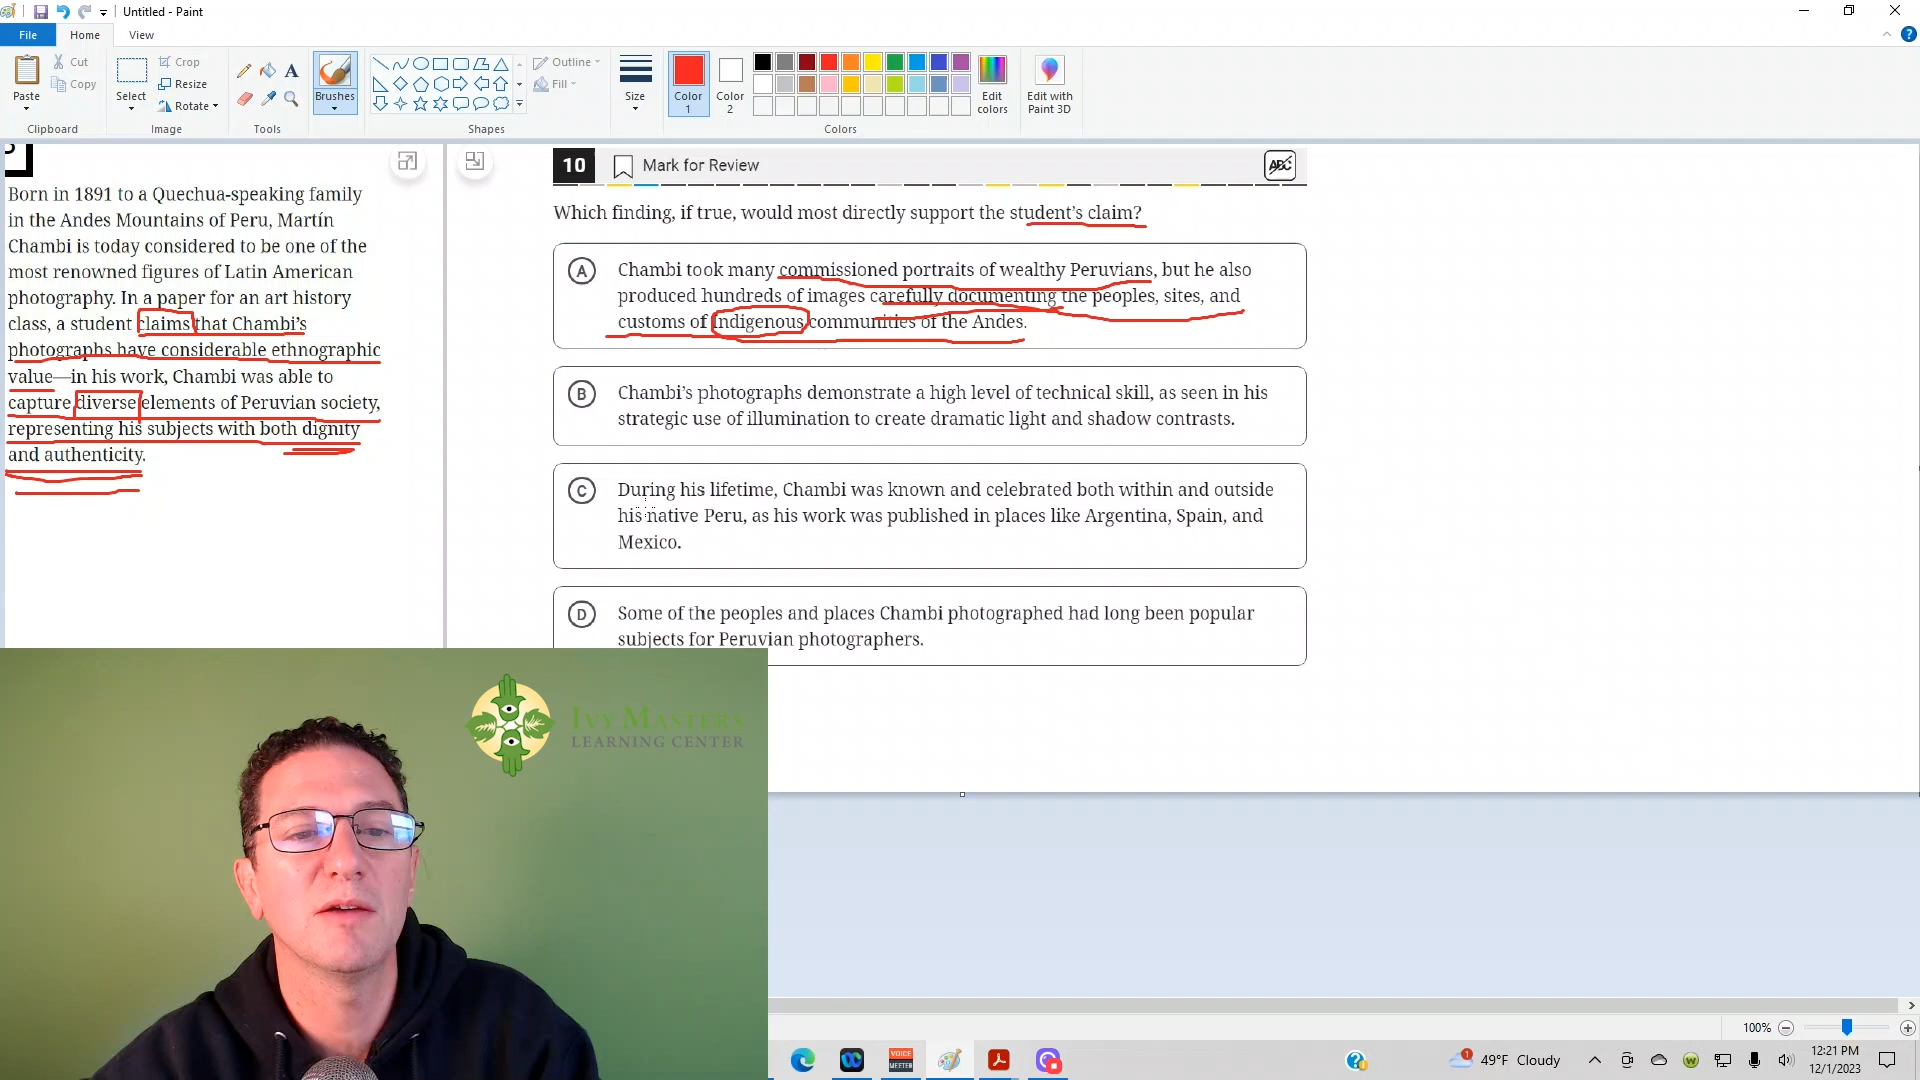 Untitled - Paint
File
Home
View
Paste
Cut
Copy
Clipboard
Select
Crop
Resize
Rotate
Image
Tools
Brushes
Shapes
Outline
Fill
Size
Color 1
Color 2
Colors
Edit colors
Edit with Paint 3D
Born in 1891 to a Quechua-speaking family
in the Andes Mountains of Peru, Martín
Chambi is today considered to be one of the
most renowned figures of Latin American
photography. In a paper for an art history
class, a student claims that Chambi's
photographs have considerable ethnographic
value—in his work, Chambi was able to
capture diverse elements of Peruvian society,
representing his subjects with both dignity
and authenticity.
10 Mark for Review ABC
Which finding, if true, would most directly support the student's claim?
A Chambi took many commissioned portraits of wealthy Peruvians, but he also
produced hundreds of images carefully documenting the peoples, sites, and
customs of Indigenous communities of the Andes.
B Chambi's photographs demonstrate a high level of technical skill, as seen in his
strategic use of illumination to create dramatic light and shadow contrasts.
C During his lifetime, Chambi was known and celebrated both within and outside
his native Peru, as his work was published in places like Argentina, Spain, and
Mexico.
D Some of the peoples and places Chambi photographed had long been popular
subjects for Peruvian photographers.
IVY MASTERS
LEARNING CENTER
100%
VOICE
MEETER
1
49°F Cloudy
12:21 PM
12/1/2023